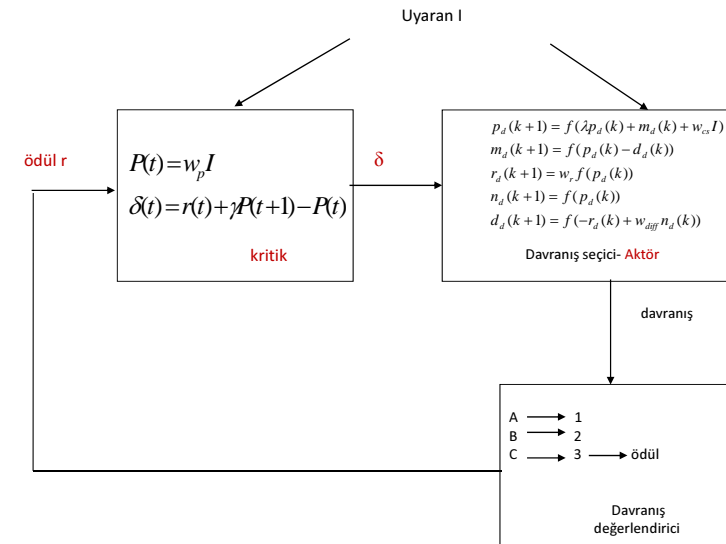 Uyaran I
ödül r
P(t)=w_p I
δ(t)=r(t)+γP(t+1)−P(t)
kritik
δ
p_d(k+1) = f(λp_d(k)+m_d(k)+w_cs I)
m_d(k+1) = f(p_d(k)−d_d(k))
r_d(k+1) = w_r f(p_d(k))
n_d(k+1) = f(p_d(k))
d_d(k+1) = f(−r_d(k)+w_diff n_d(k))
Davranış seçici- Aktör
davranış
A → 1
B → 2
C → 3 → ödül
Davranış
değerlendirici